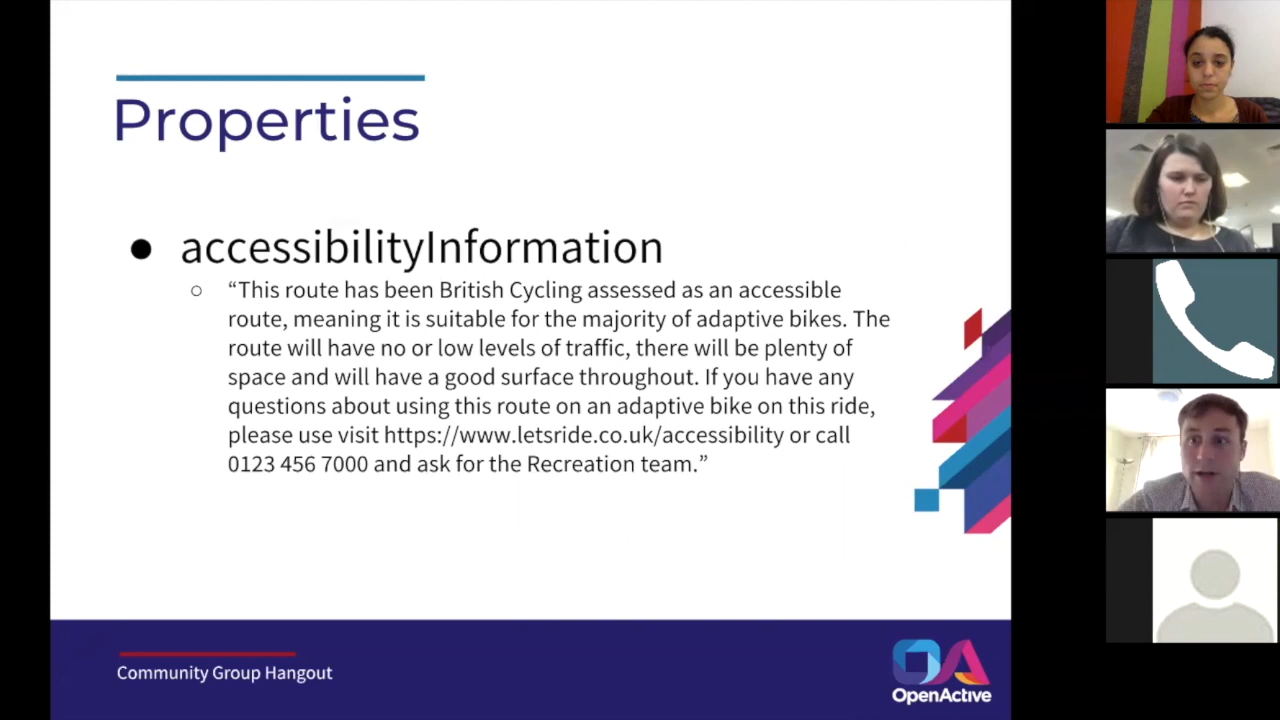 Properties
● accessibilityInformation
○ “This route has been British Cycling assessed as an accessible
route, meaning it is suitable for the majority of adaptive bikes. The
route will have no or low levels of traffic, there will be plenty of
space and will have a good surface throughout. If you have any
questions about using this route on an adaptive bike on this ride,
please use visit https://www.letsride.co.uk/accessibility or call
0123 456 7000 and ask for the Recreation team.”
Community Group Hangout
OA
OpenActive